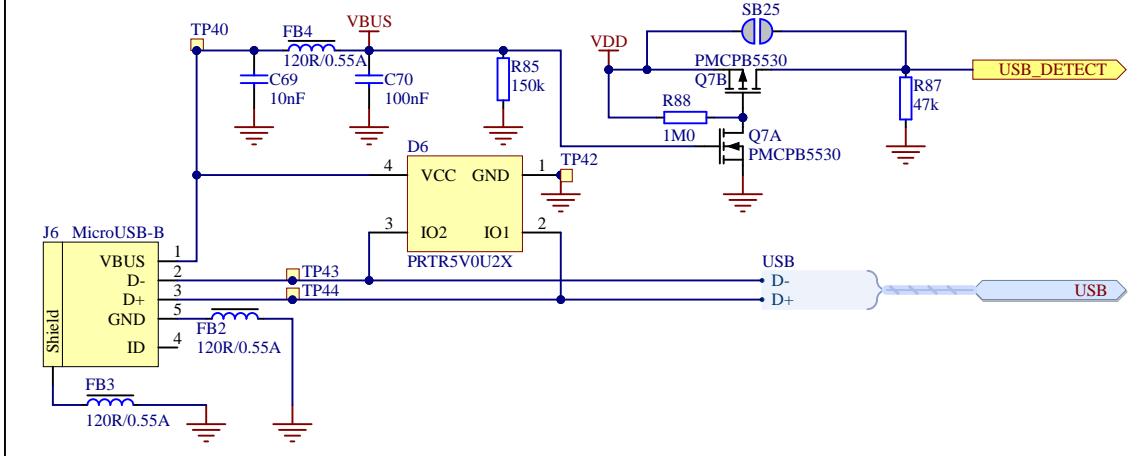 SB25
TP40
FB4
VBUS
120R/0.55A
C69
10nF
C70
100nF
R85
150k
VDD
PMCPB5530
Q7B
USB_DETECT
R87
47k
R88
1M0
Q7A
PMCPB5530
D6
4
VCC
GND
1
TP42
3
IO2
IO1
2
PRTR5V0U2X
J6
MicroUSB-B
VBUS
1
D-
2
D+
3
GND
5
ID
4
Shield
TP43
TP44
USB
D-
D+
USB
FB2
120R/0.55A
FB3
120R/0.55A